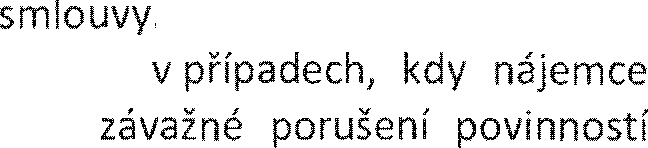 smlouvy.
v případech, kdy nájemce
závažné porušení povinností